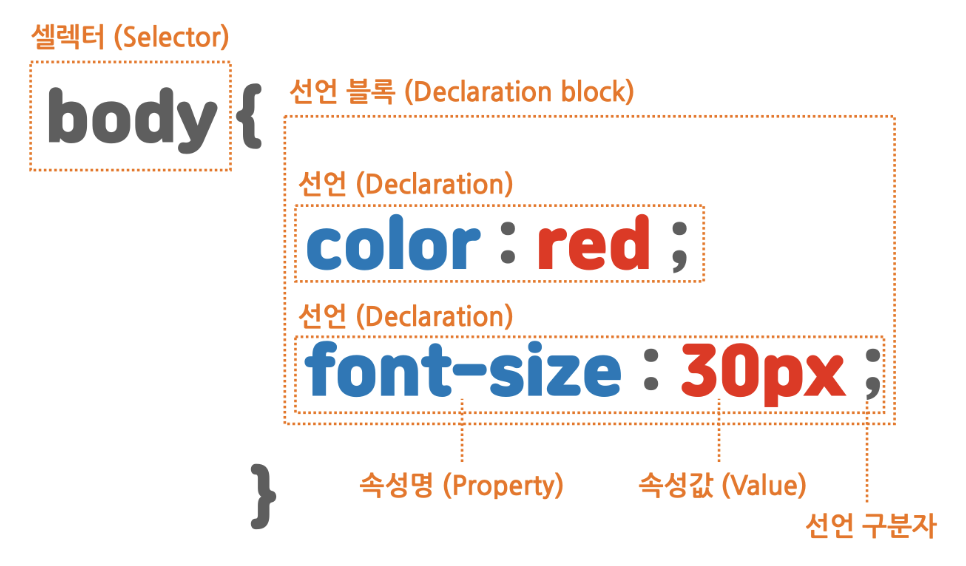 셀렉터 (Selector)
body {
선언 블록 (Declaration block)
선언 (Declaration)
color : red ;
선언 (Declaration)
font-size : 30px ;
속성명 (Property)
속성값 (Value)
선언 구분자
}